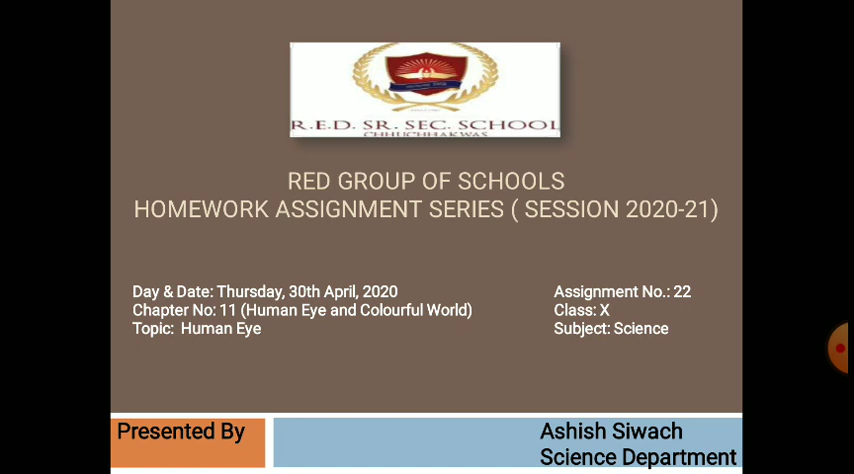 R.E.D. SR. SEC. SCHOOL
CHHUCHHAKWAS
RED GROUP OF SCHOOLS
HOMEWORK ASSIGNMENT SERIES ( SESSION 2020-21)
Day & Date: Thursday, 30th April, 2020
Chapter No: 11 (Human Eye and Colourful World)
Topic: Human Eye
Assignment No.: 22
Class: X
Subject: Science
Presented By
Ashish Siwach
Science Department